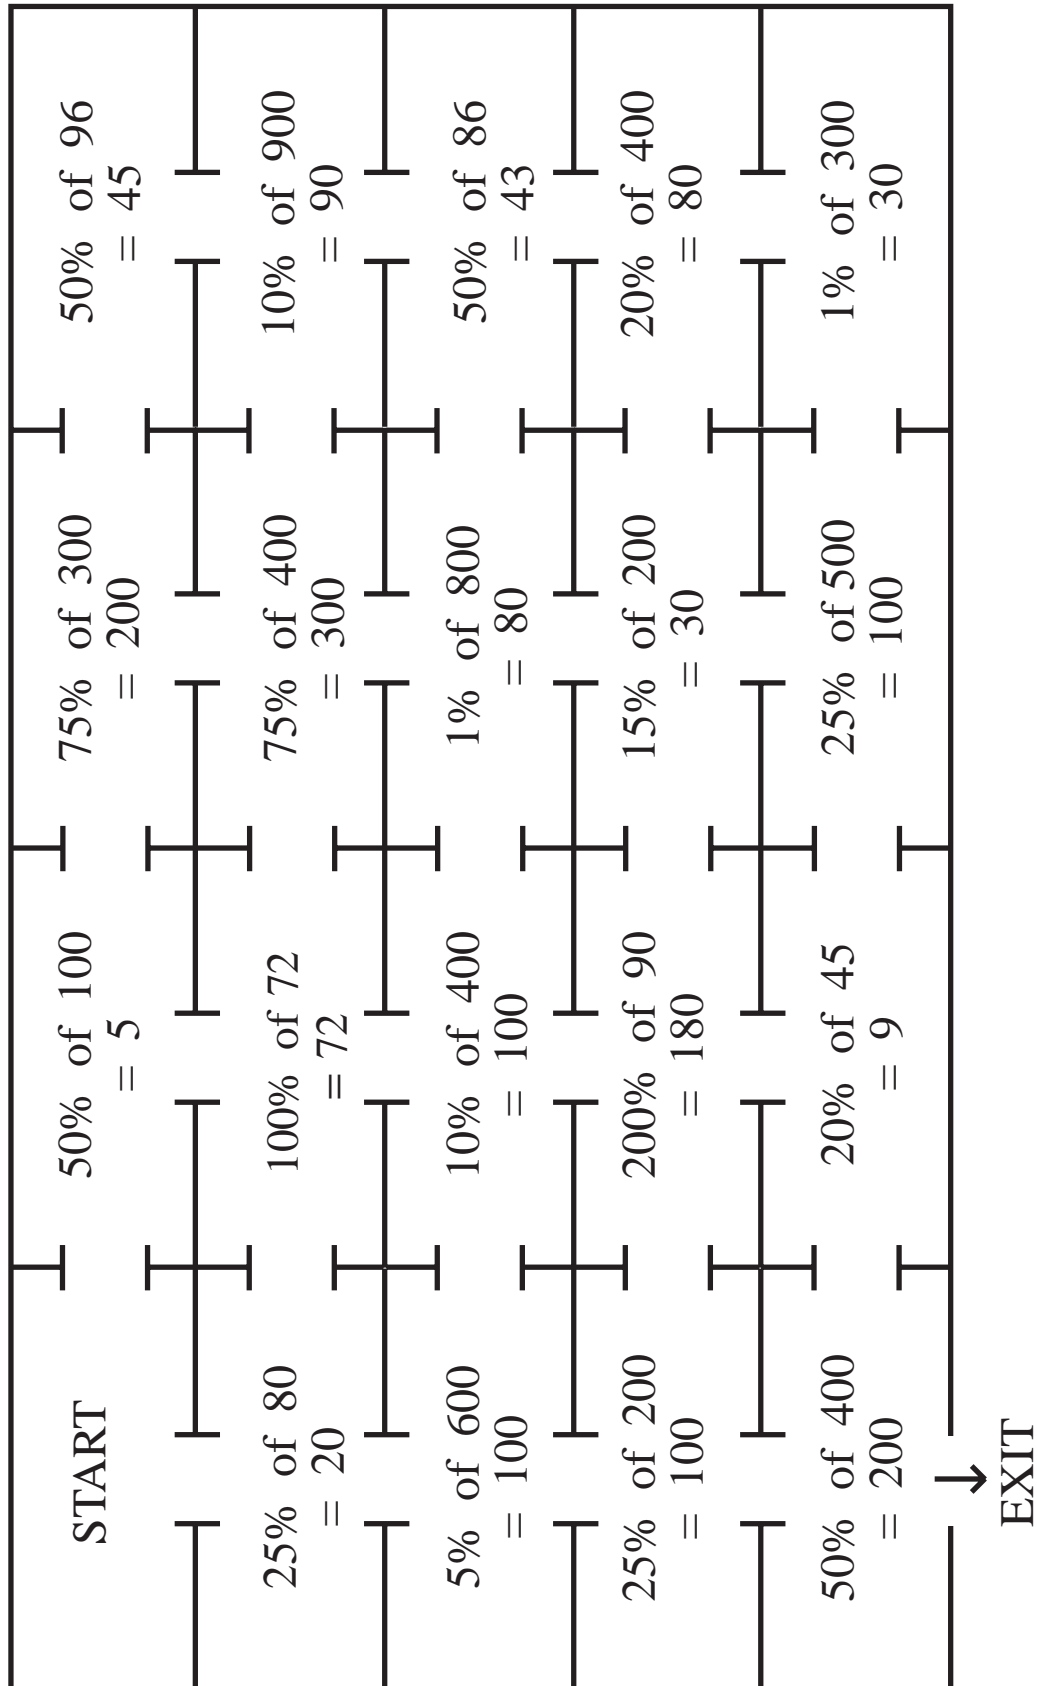 START
50% of 100
= 5
75% of 300
= 200
50% of 96
= 45
25% of 80
= 20
100% of 72
= 72
75% of 400
= 300
10% of 900
= 90
5% of 600
= 100
10% of 400
= 100
1% of 800
= 80
50% of 86
= 43
25% of 200
= 100
200% of 90
= 180
15% of 200
= 30
20% of 400
= 80
50% of 400
= 200
20% of 45
= 9
25% of 500
= 100
1% of 300
= 30
EXIT